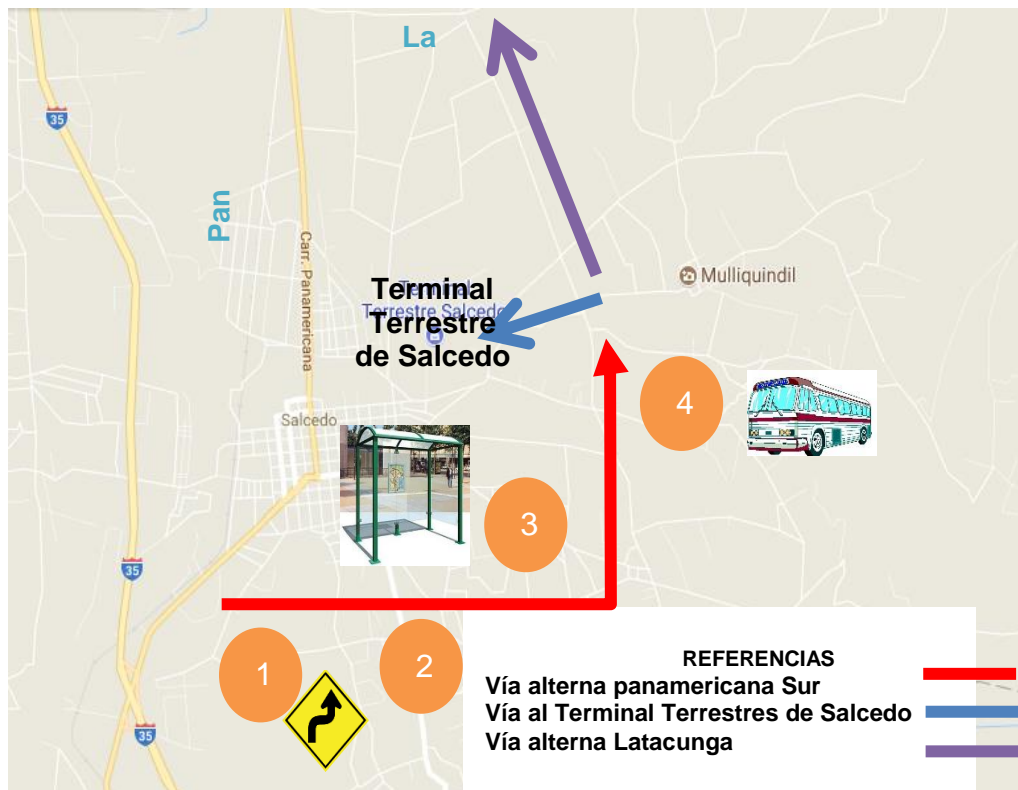 La
35
Pan
Carr. Panamericana
Mulliquindil
Terminal
Terrestre Salcedo
Terminal
Terrestre
de Salcedo
4
Salcedo
3
35
1
2
35
REFERENCIAS
Vía alterna panamericana Sur
Vía al Terminal Terrestres de Salcedo
Vía alterna Latacunga